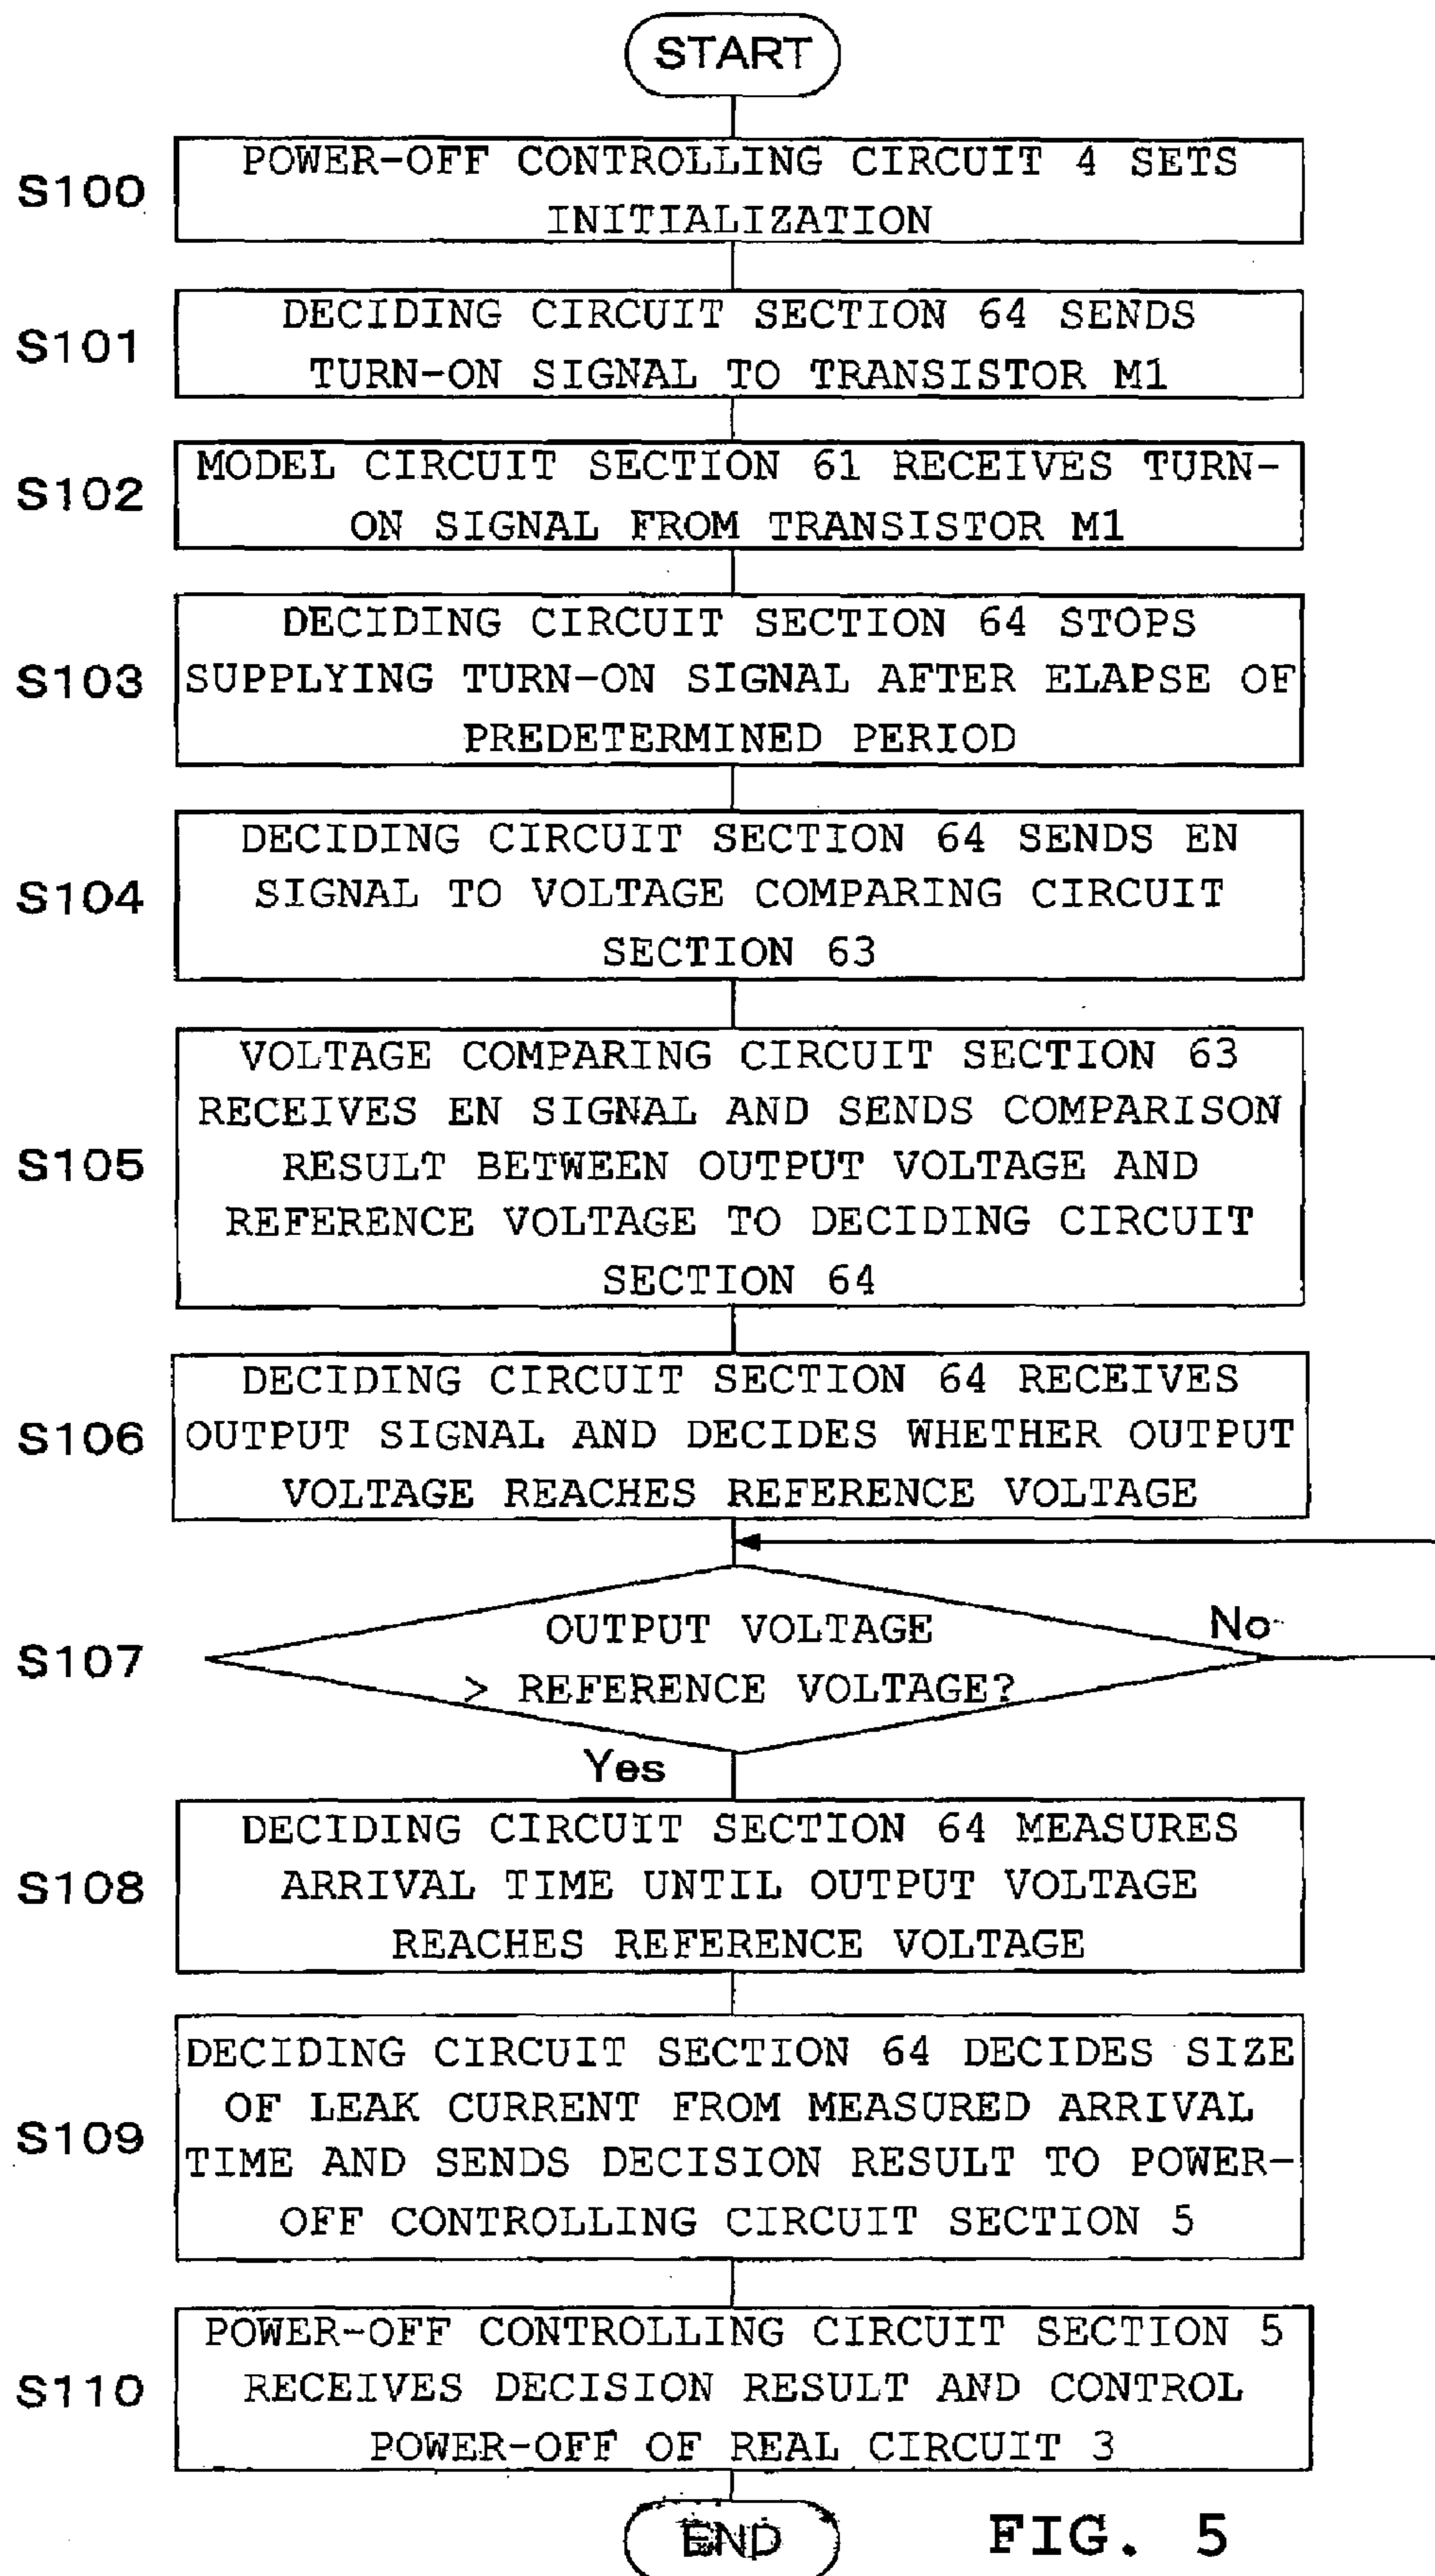 START
S100
POWER-OFF CONTROLLING CIRCUIT 4 SETS
INITIALIZATION
S101
DECIDING CIRCUIT SECTION 64 SENDS
TURN-ON SIGNAL TO TRANSISTOR M1
S102
MODEL CIRCUIT SECTION 61 RECEIVES TURN-
ON SIGNAL FROM TRANSISTOR M1
S103
DECIDING CIRCUIT SECTION 64 STOPS
SUPPLYING TURN-ON SIGNAL AFTER ELAPSE OF
PREDETERMINED PERIOD
S104
DECIDING CIRCUIT SECTION 64 SENDS EN
SIGNAL TO VOLTAGE COMPARING CIRCUIT
SECTION 63
S105
VOLTAGE COMPARING CIRCUIT SECTION 63
RECEIVES EN SIGNAL AND SENDS COMPARISON
RESULT BETWEEN OUTPUT VOLTAGE AND
REFERENCE VOLTAGE TO DECIDING CIRCUIT
SECTION 64
S106
DECIDING CIRCUIT SECTION 64 RECEIVES
OUTPUT SIGNAL AND DECIDES WHETHER OUTPUT
VOLTAGE REACHES REFERENCE VOLTAGE
S107
OUTPUT VOLTAGE
> REFERENCE VOLTAGE?
No
Yes
S108
DECIDING CIRCUIT SECTION 64 MEASURES
ARRIVAL TIME UNTIL OUTPUT VOLTAGE
REACHES REFERENCE VOLTAGE
S109
DECIDING CIRCUIT SECTION 64 DECIDES SIZE
OF LEAK CURRENT FROM MEASURED ARRIVAL
TIME AND SENDS DECISION RESULT TO POWER-
OFF CONTROLLING CIRCUIT SECTION 5
S110
POWER-OFF CONTROLLING CIRCUIT SECTION 5
RECEIVES DECISION RESULT AND CONTROL
POWER-OFF OF REAL CIRCUIT 3
END
FIG. 5